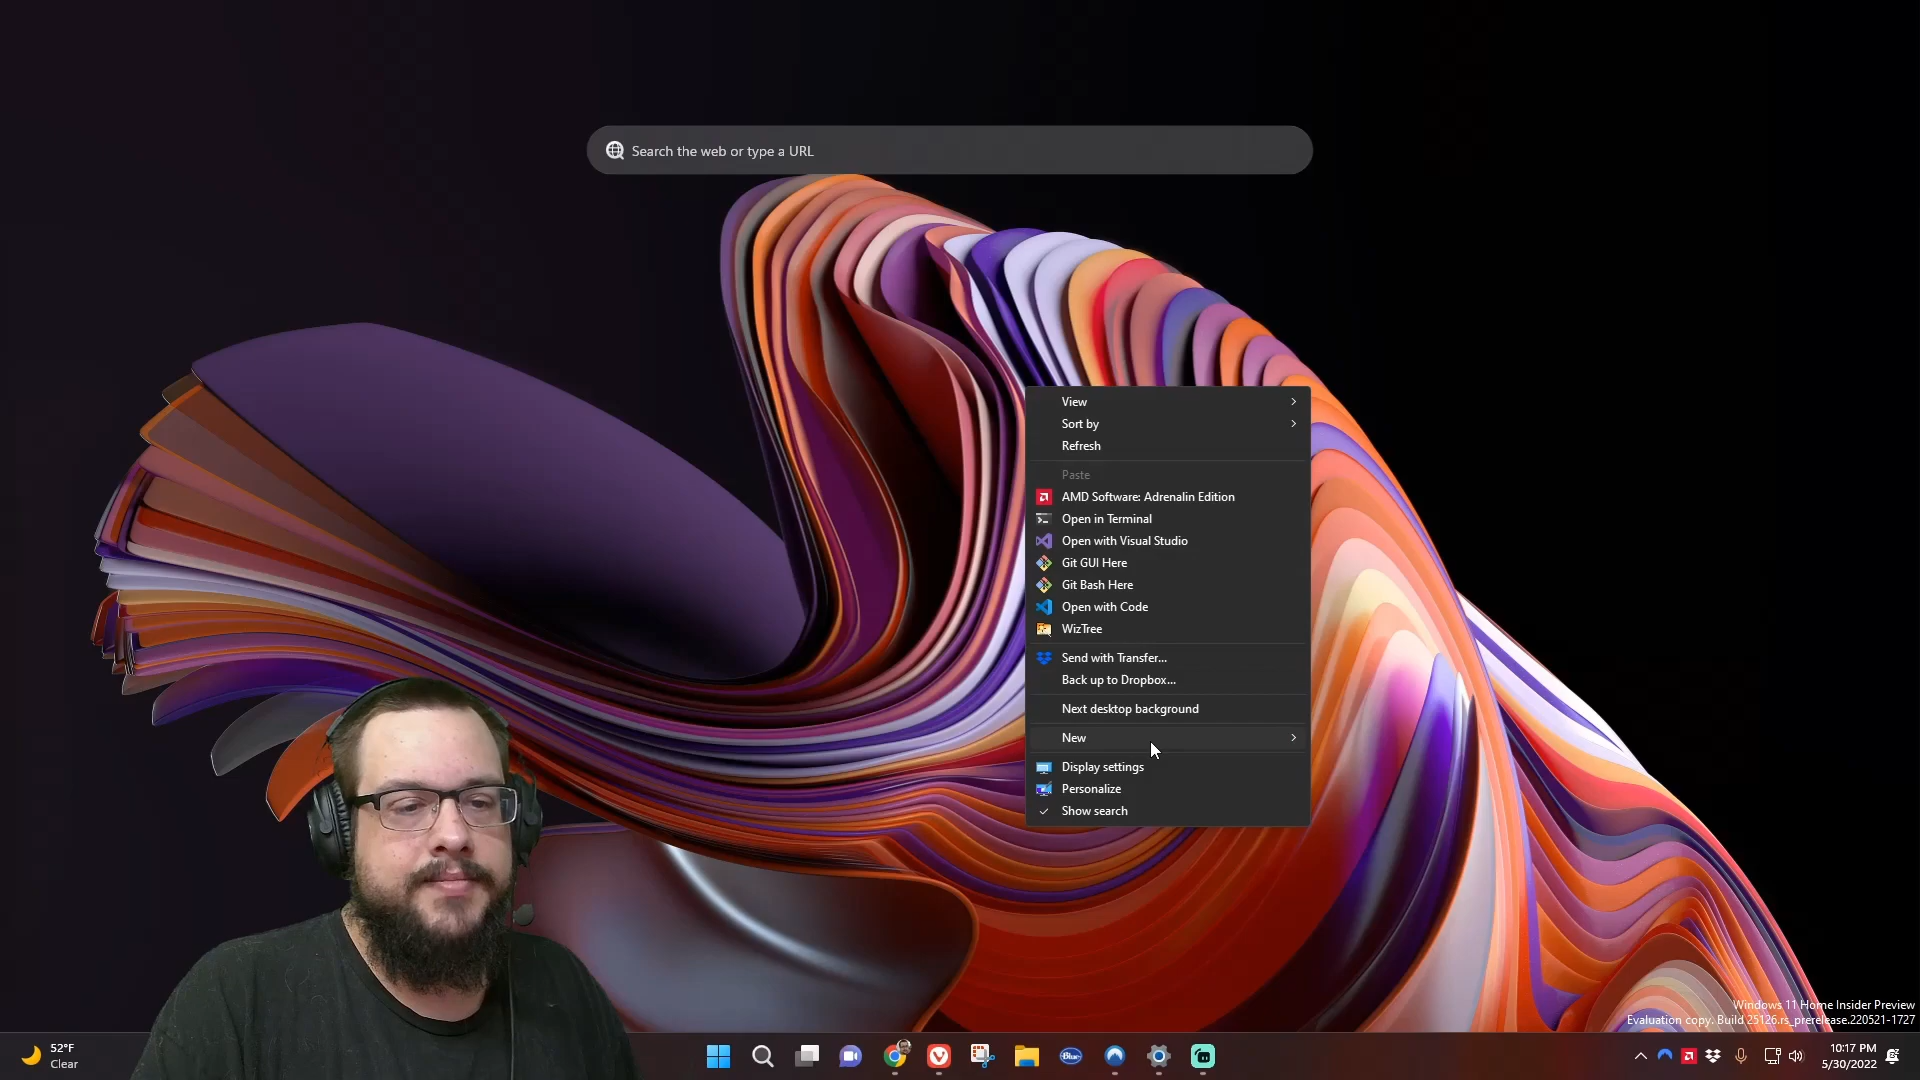 Search the web or type a URL
View
Sort by
Refresh
Paste
AMD Software: Adrenalin Edition
Open in Terminal
Open with Visual Studio
Git GUI Here
Git Bash Here
Open with Code
WizTree
Send with Transfer...
Back up to Dropbox...
Next desktop background
New
Display settings
Personalize
Show search
Windows 11 Home Insider Preview
Evaluation copy. Build 25126.rs_prerelease.220521-1727
52°F
Clear
Blue
10:17 PM
5/30/2022